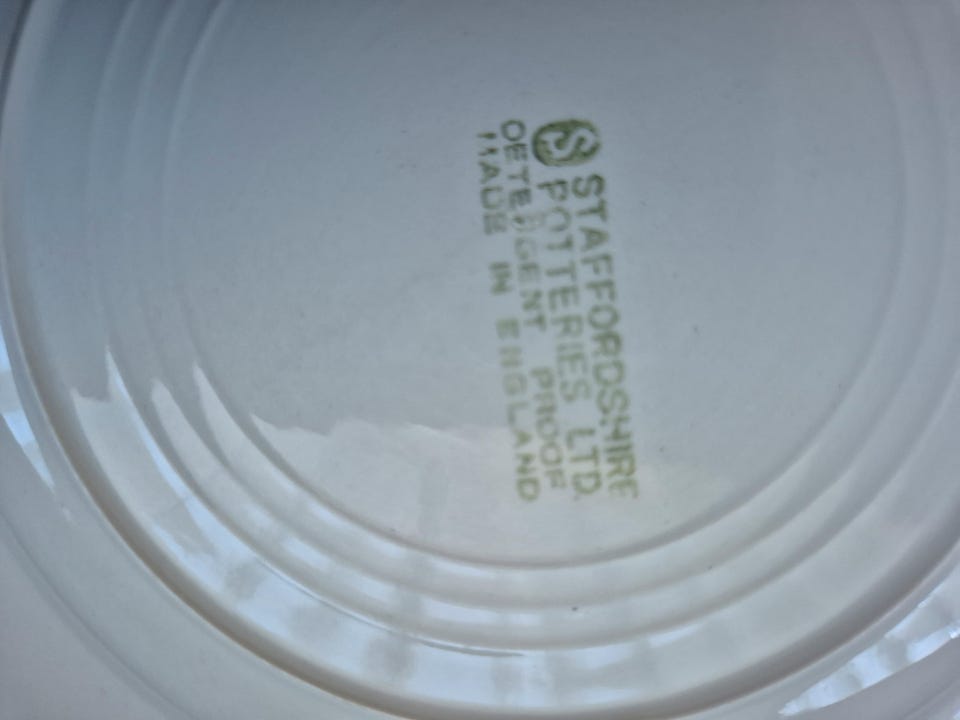 S STAFFORDSHIRE
POTTERIES LTD.
DETERGENT PROOF
MADE IN ENGLAND